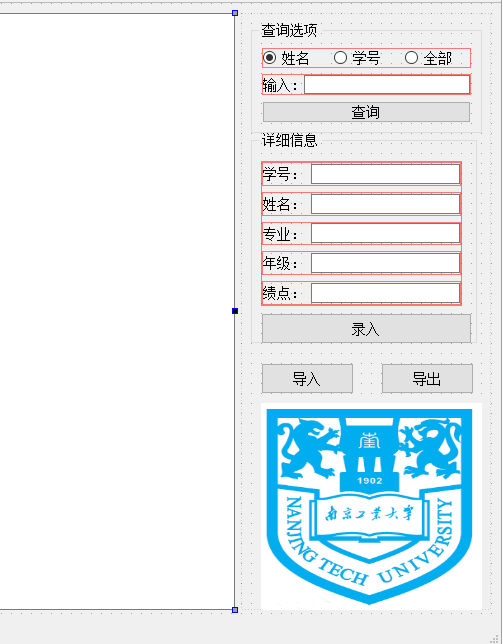 查询选项
姓名 学号 全部
输入：
查询
详细信息
学号：
姓名：
专业：
年级：
绩点：
录入
导入 导出
1902
南京工业大学
NANJING TECH UNIVERSITY